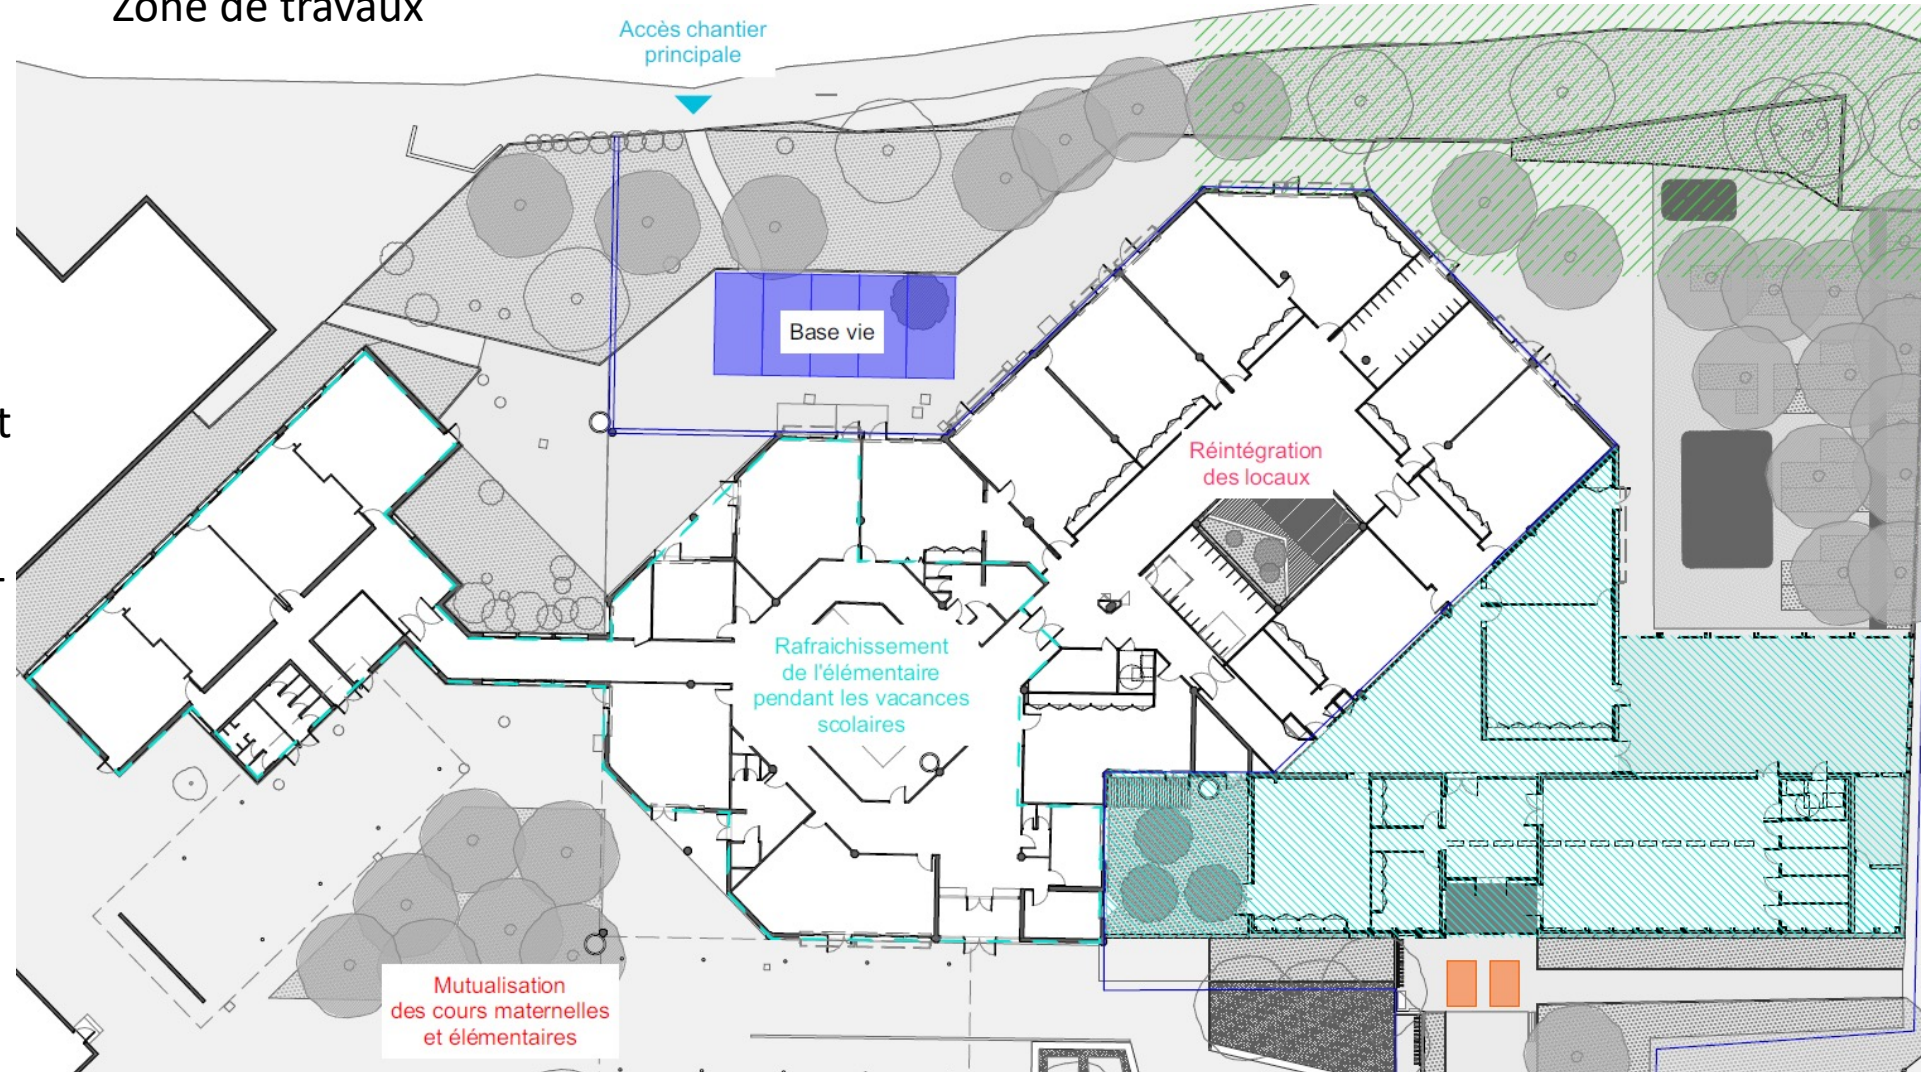 Zone de travaux
Accès chantier
principale
Base vie
t
Réintégration
des locaux
-
Rafraichissement
de l'élémentaire
pendant les vacances
scolaires
Mutualisation
des cours maternelles
et élémentaires